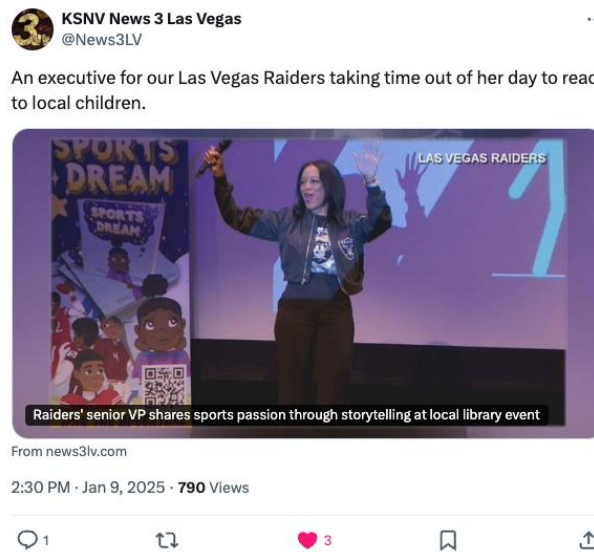 KSNV News 3 Las Vegas
@News3LV
An executive for our Las Vegas Raiders taking time out of her day to read
to local children.
SPORTS
DREAM
LAS VEGAS RAIDERS
SPORTS
DREAM
Raiders' senior VP shares sports passion through storytelling at local library event
From news3lv.com
2:30 PM · Jan 9, 2025 · 790 Views
1
3